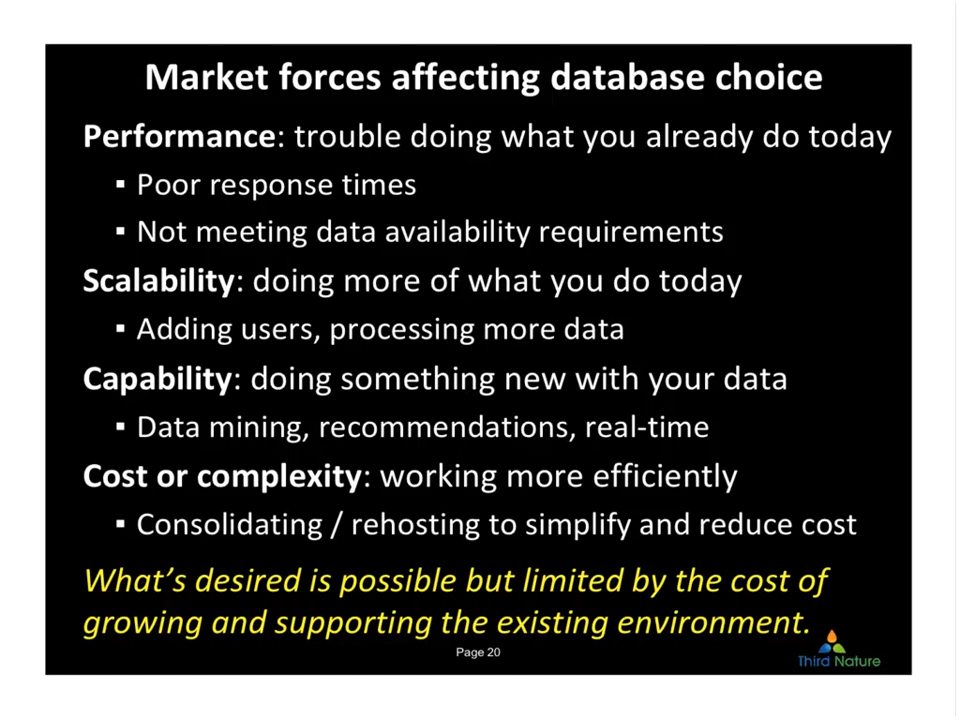 Market forces affecting database choice
Performance: trouble doing what you already do today
▪ Poor response times
▪ Not meeting data availability requirements
Scalability: doing more of what you do today
▪ Adding users, processing more data
Capability: doing something new with your data
▪ Data mining, recommendations, real-time
Cost or complexity: working more efficiently
▪ Consolidating / rehosting to simplify and reduce cost
What's desired is possible but limited by the cost of
growing and supporting the existing environment.
Page 20
Third Nature